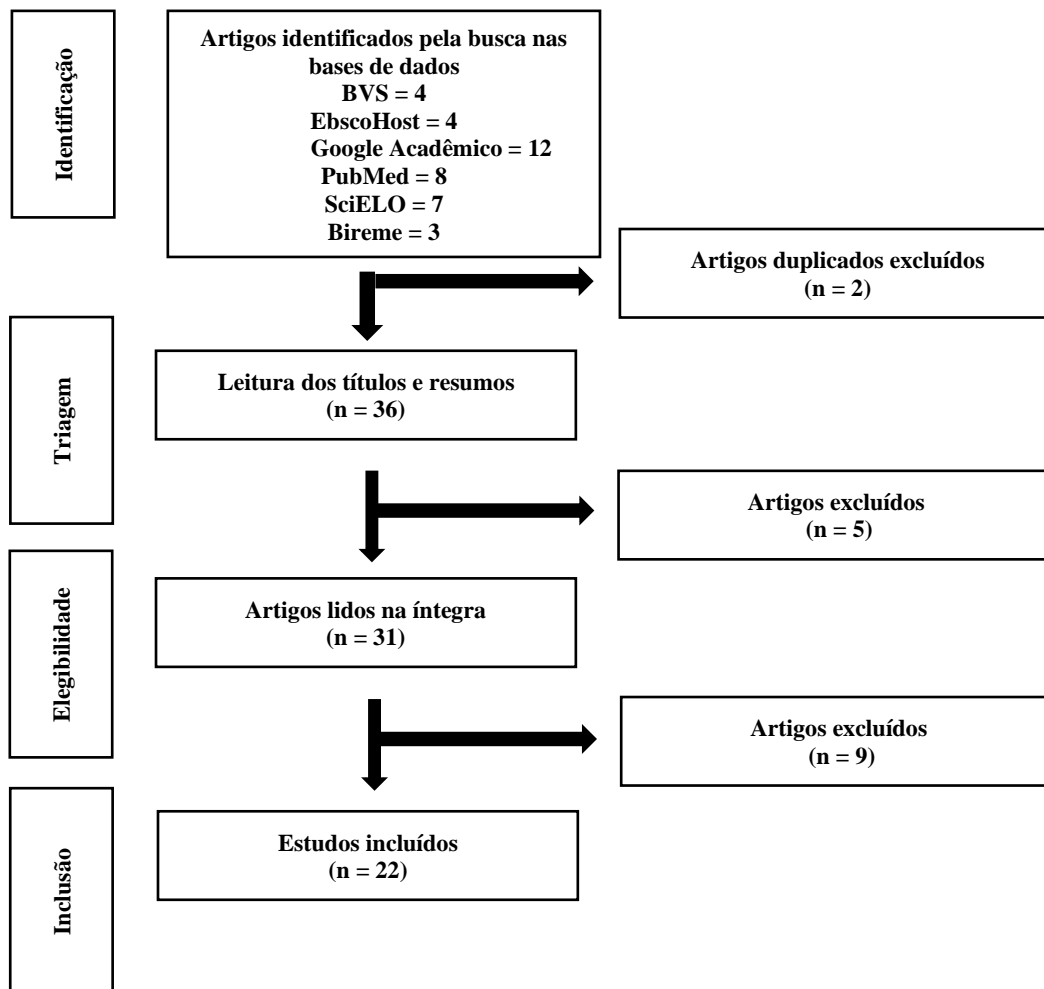 Identificação
Artigos identificados pela busca nas
bases de dados
BVS = 4
EbscoHost = 4
Google Acadêmico = 12
PubMed = 8
SciELO = 7
Bireme = 3
Artigos duplicados excluídos
(n = 2)
Triagem
Leitura dos títulos e resumos
(n = 36)
Artigos excluídos
(n = 5)
Elegibilidade
Artigos lidos na íntegra
(n = 31)
Artigos excluídos
(n = 9)
Inclusão
Estudos incluídos
(n = 22)